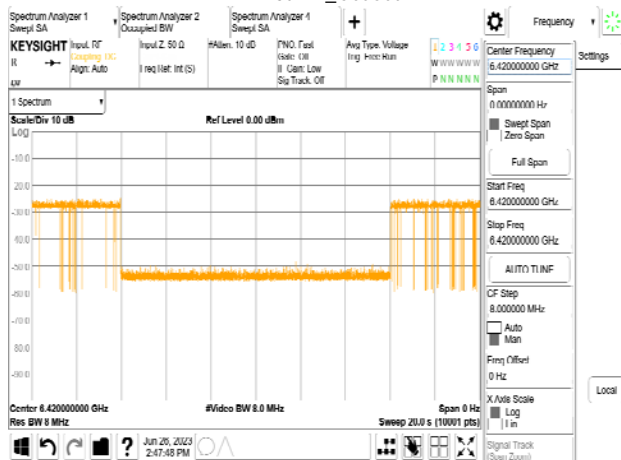 Spectrum Analyzer 1
Swept SA
Spectrum Analyzer 2
Occupied BW
Spectrum Analyzer 4
Swept SA
+
Frequency
Settings
KEYSIGHT
R
Input: RF
Coupling: DC
Align: Auto
Input Z: 50 Ω
Freq Ref: Int (S)
#Atten: 10 dB
PNO: Fast
Gate: Off
IF Gain: Low
Sig Track: Off
Avg Type: Voltage
Trig: Free Run
1 2 3 4 5 6
W W W W W W
P N N N N N
1 Spectrum
Scale/Div 10 dB
Ref Level 0.00 dBm
Log
-10.0
-20.0
-30.0
-40.0
-50.0
-60.0
-70.0
-80.0
-90.0
Center 6.420000000 GHz
#Video BW 8.0 MHz
Span 0 Hz
Res BW 8 MHz
Sweep 20.0 s (10001 pts)
Center Frequency
6.420000000 GHz
Span
0.00000000 Hz
Swept Span
Zero Span
Full Span
Start Freq
6.420000000 GHz
Stop Freq
6.420000000 GHz
AUTO TUNE
CF Step
8.000000 MHz
Auto
Man
Freq Offset
0 Hz
X Axis Scale
Log
Lin
Signal Track
(Span Zoom)
Local
?
Jun 26, 2023
2:47:48 PM